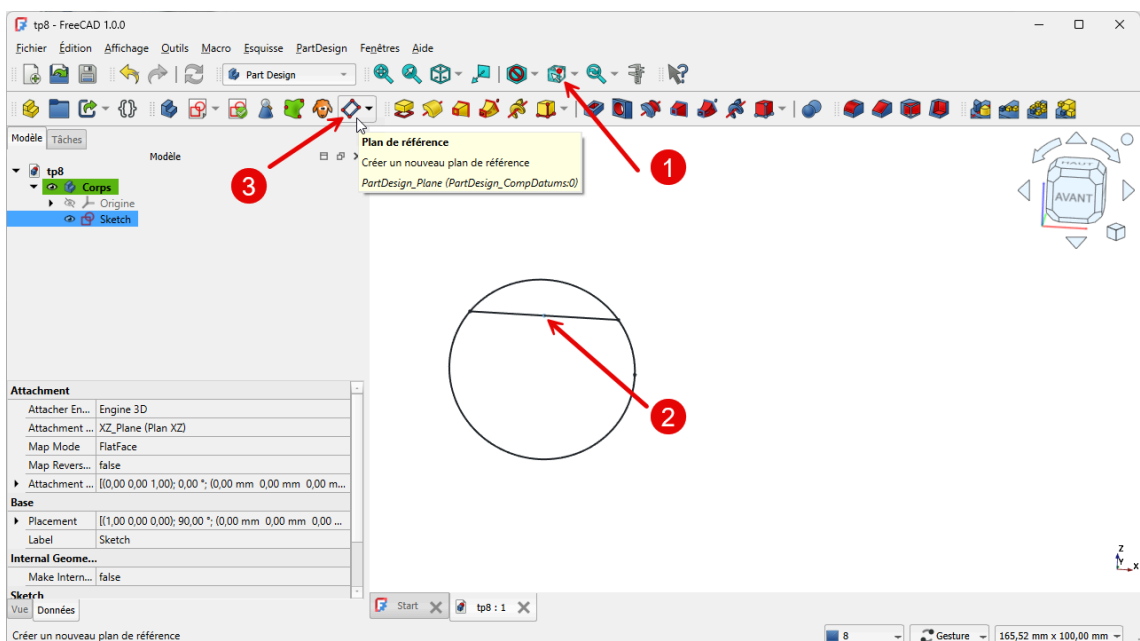 tp8 - FreeCAD 1.0.0
Fichier Édition Affichage Outils Macro Esquisse PartDesign Fenêtres Aide
Part Design
Modèle Tâches
Modèle
tp8
Corps
Origine
Sketch
Plan de référence
Créer un nouveau plan de référence
PartDesign_Plane (PartDesign_CompDatums:0)
1
3
2
HAUT
AVANT
Attachment
Attacher En... Engine 3D
Attachment ... XZ_Plane (Plan XZ)
Map Mode FlatFace
Map Revers... false
Attachment ... [(0,00 0,00 1,00); 0,00 °; (0,00 mm 0,00 mm 0,00 m...
Base
Placement [(1,00 0,00 0,00); 90,00 °; (0,00 mm 0,00 mm 0,00 ...
Label Sketch
Internal Geome...
Make Intern... false
Sketch
Vue Données
Z
Y
X
Start
tp8 : 1
Créer un nouveau plan de référence
8
Gesture
165,52 mm x 100,00 mm